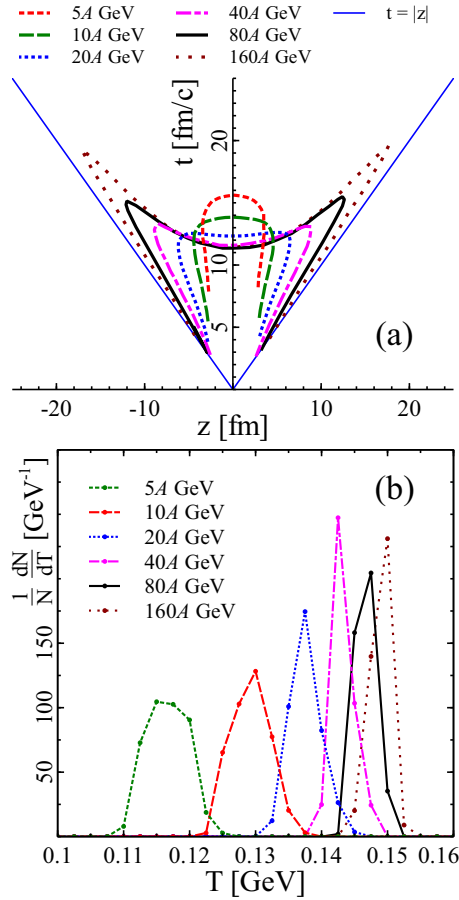 5A GeV 40A GeV t = |z|
10A GeV 80A GeV
20A GeV 160A GeV
t [fm/c]
20
10
5
(a)
-20 -10 0 10 20
z [fm]
(b)
5A GeV
10A GeV
20A GeV
40A GeV
80A GeV
160A GeV
1/N dN/dT [GeV⁻¹]
150
100
50
0.1 0.11 0.12 0.13 0.14 0.15 0.16
T [GeV]